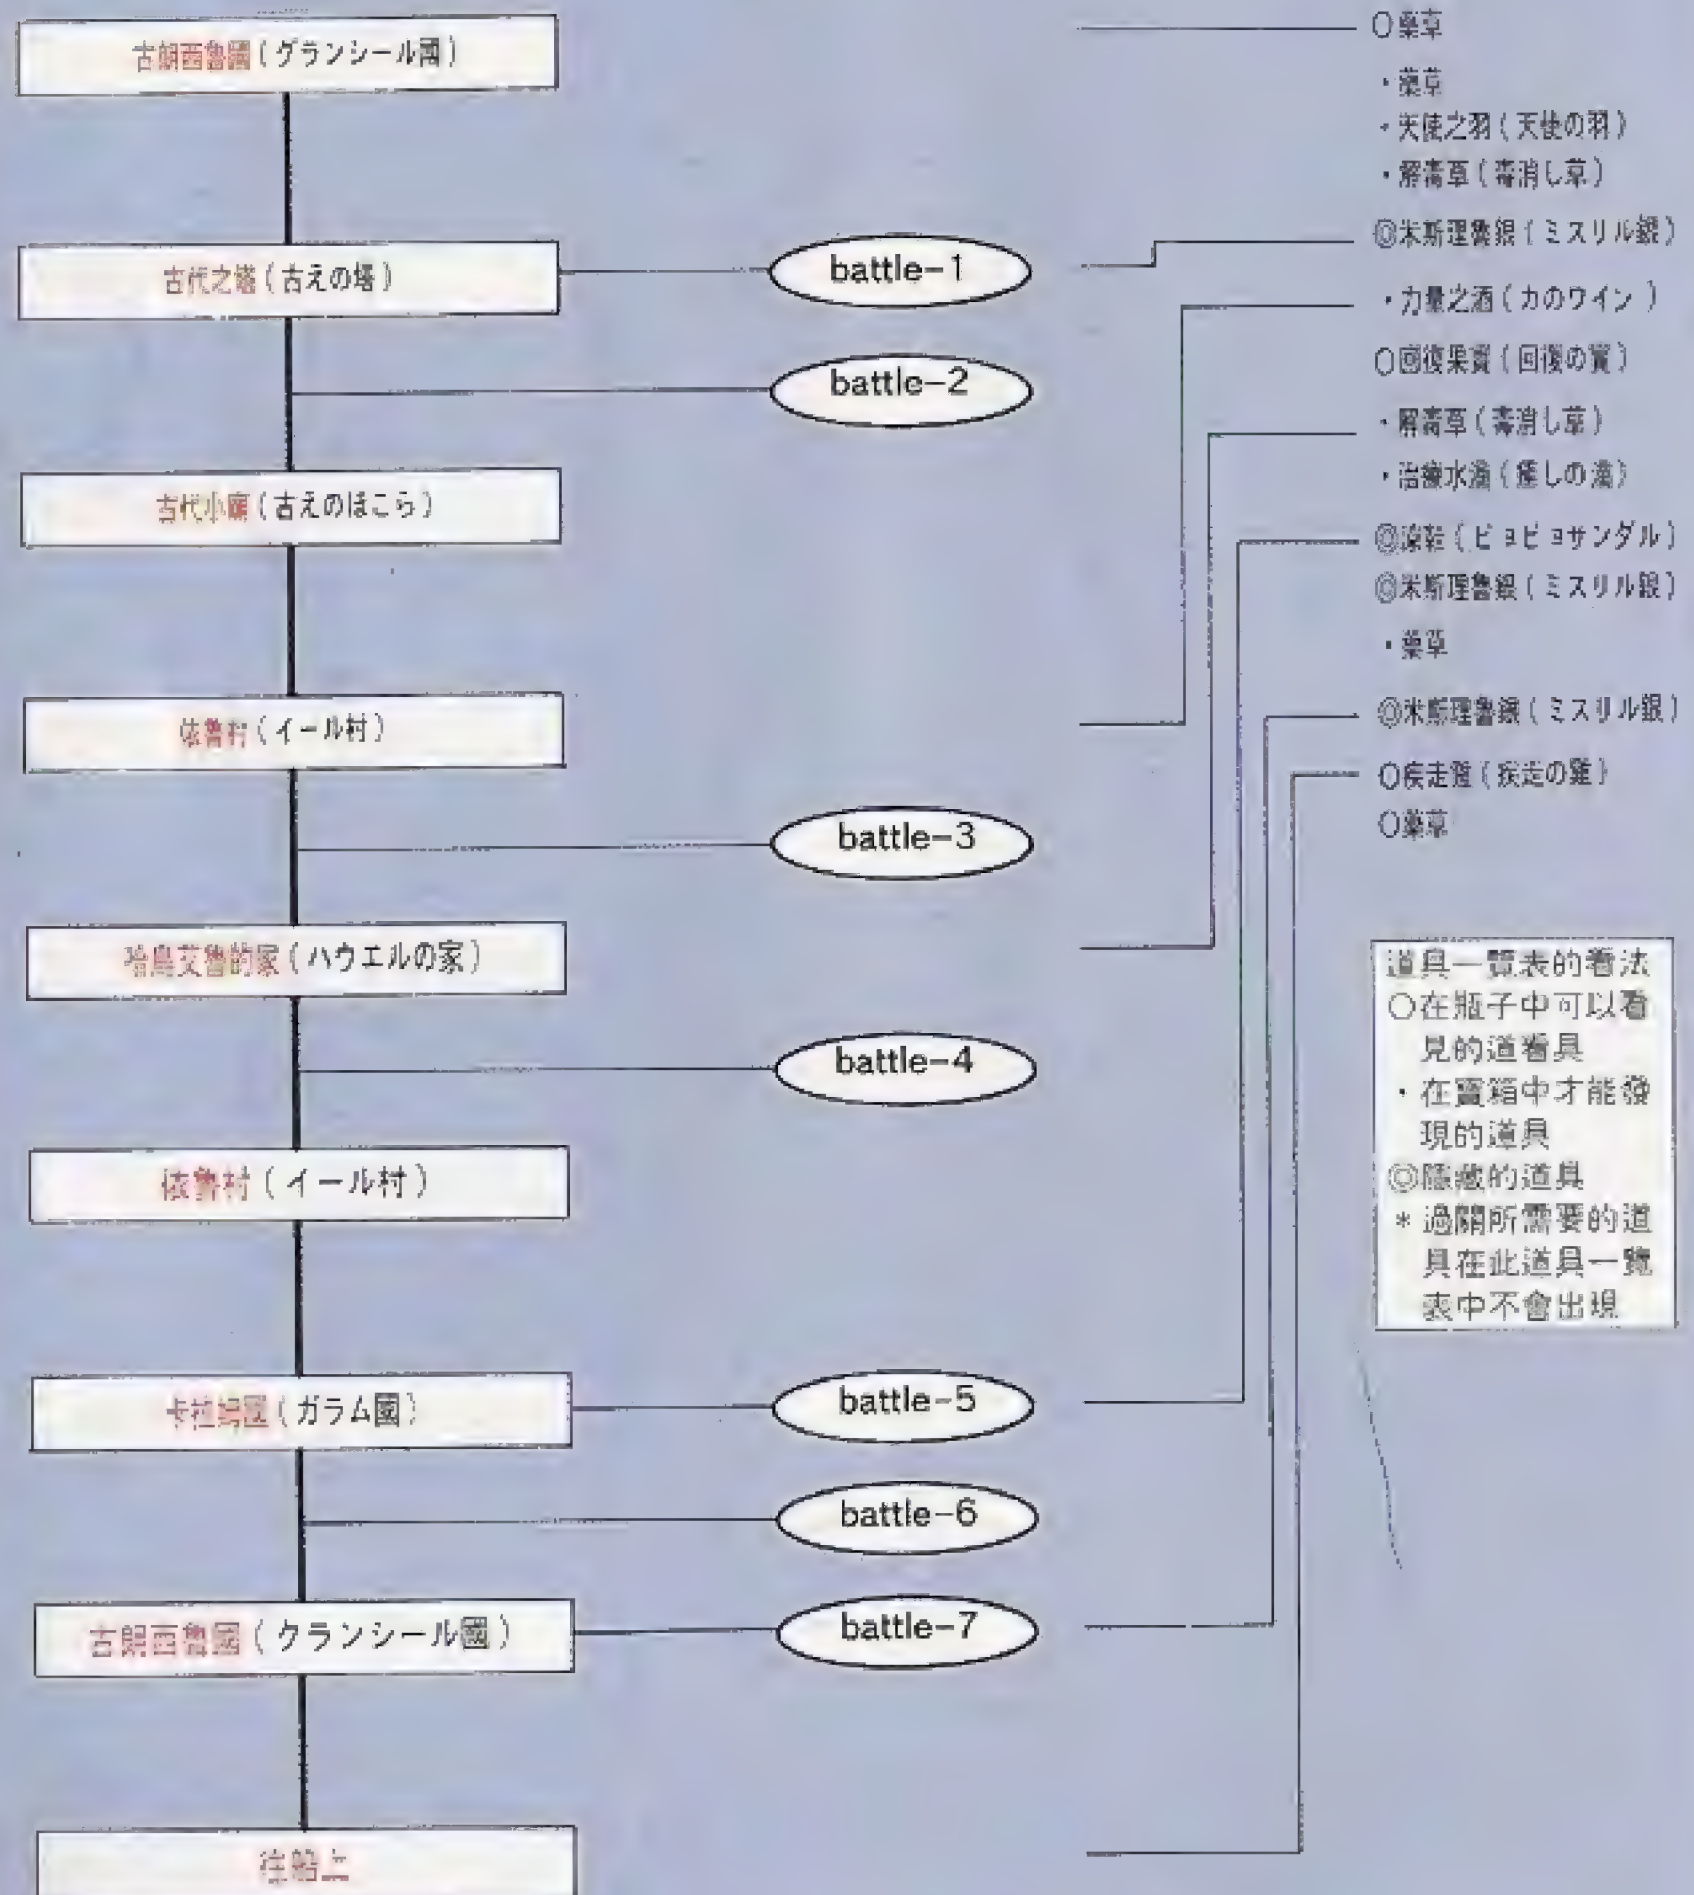 古朗西魯國(グランシール國)
古代之塔(古えの塔)
battle-1
battle-2
古代小廟(古えのほこら)
依魯村(イール村)
battle-3
哈烏艾魯的家(ハウエルの家)
battle-4
依魯村(イール村)
卡拉姆國(ガラム國)
battle-5
battle-6
古朗西魯國(クランシール國)
battle-7
往船上
○藥草
・藥草
・天使之羽(天使の羽)
・解毒草(毒消し草)
◎米斯理魯銀(ミスリル銀)
・力量之酒(力のワイン)
○回復果實(回復の實)
・解毒草(毒消し草)
・治療水滴(癒しの滴)
◎涼鞋(ピョピョサンダル)
◎米斯理魯銀(ミスリル銀)
・藥草
◎米斯理魯銀(ミスリル銀)
○疾走(疾走の)
○藥草
道具一覽表的看法
○在瓶子中可以看
見的道看具
・在寶箱中才能發
現的道具
◎隱藏的道具
*過關所需要的道
具在此道具一覽
表中不會出現